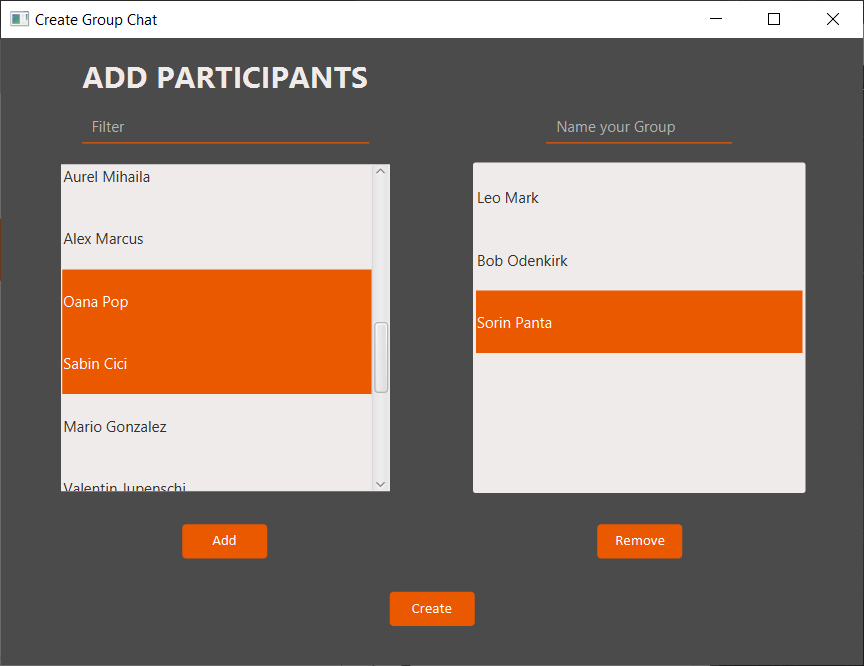 Create Group Chat
ADD PARTICIPANTS
Filter
Name your Group
Aurel Mihaila
Alex Marcus
Oana Pop
Sabin Cici
Mario Gonzalez
Valentin Jupenschi
Leo Mark
Bob Odenkirk
Sorin Panta
Add
Remove
Create